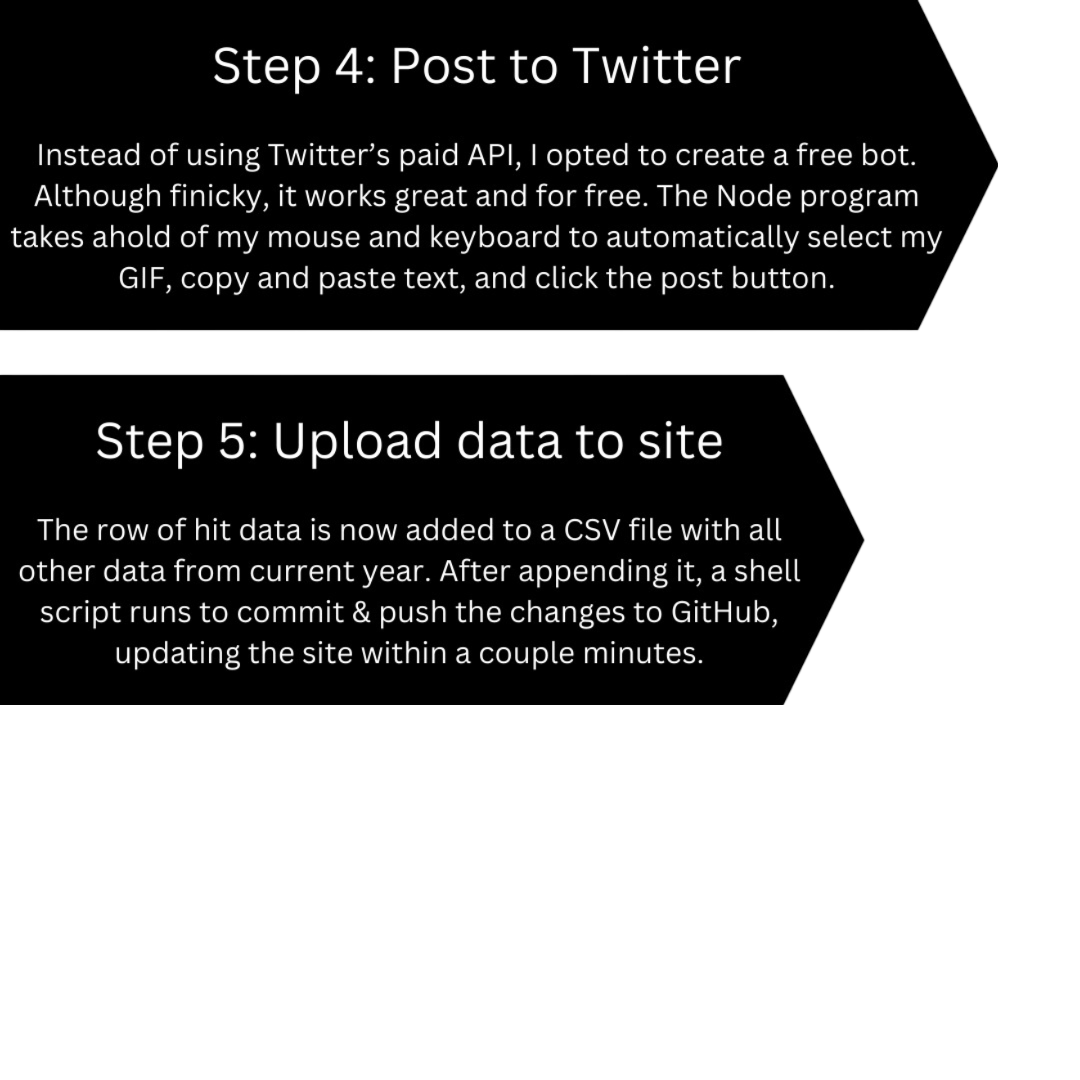 Step 4: Post to Twitter
Instead of using Twitter’s paid API, I opted to create a free bot.
Although finicky, it works great and for free. The Node program
takes ahold of my mouse and keyboard to automatically select my
GIF, copy and paste text, and click the post button.
Step 5: Upload data to site
The row of hit data is now added to a CSV file with all
other data from current year. After appending it, a shell
script runs to commit & push the changes to GitHub,
updating the site within a couple minutes.